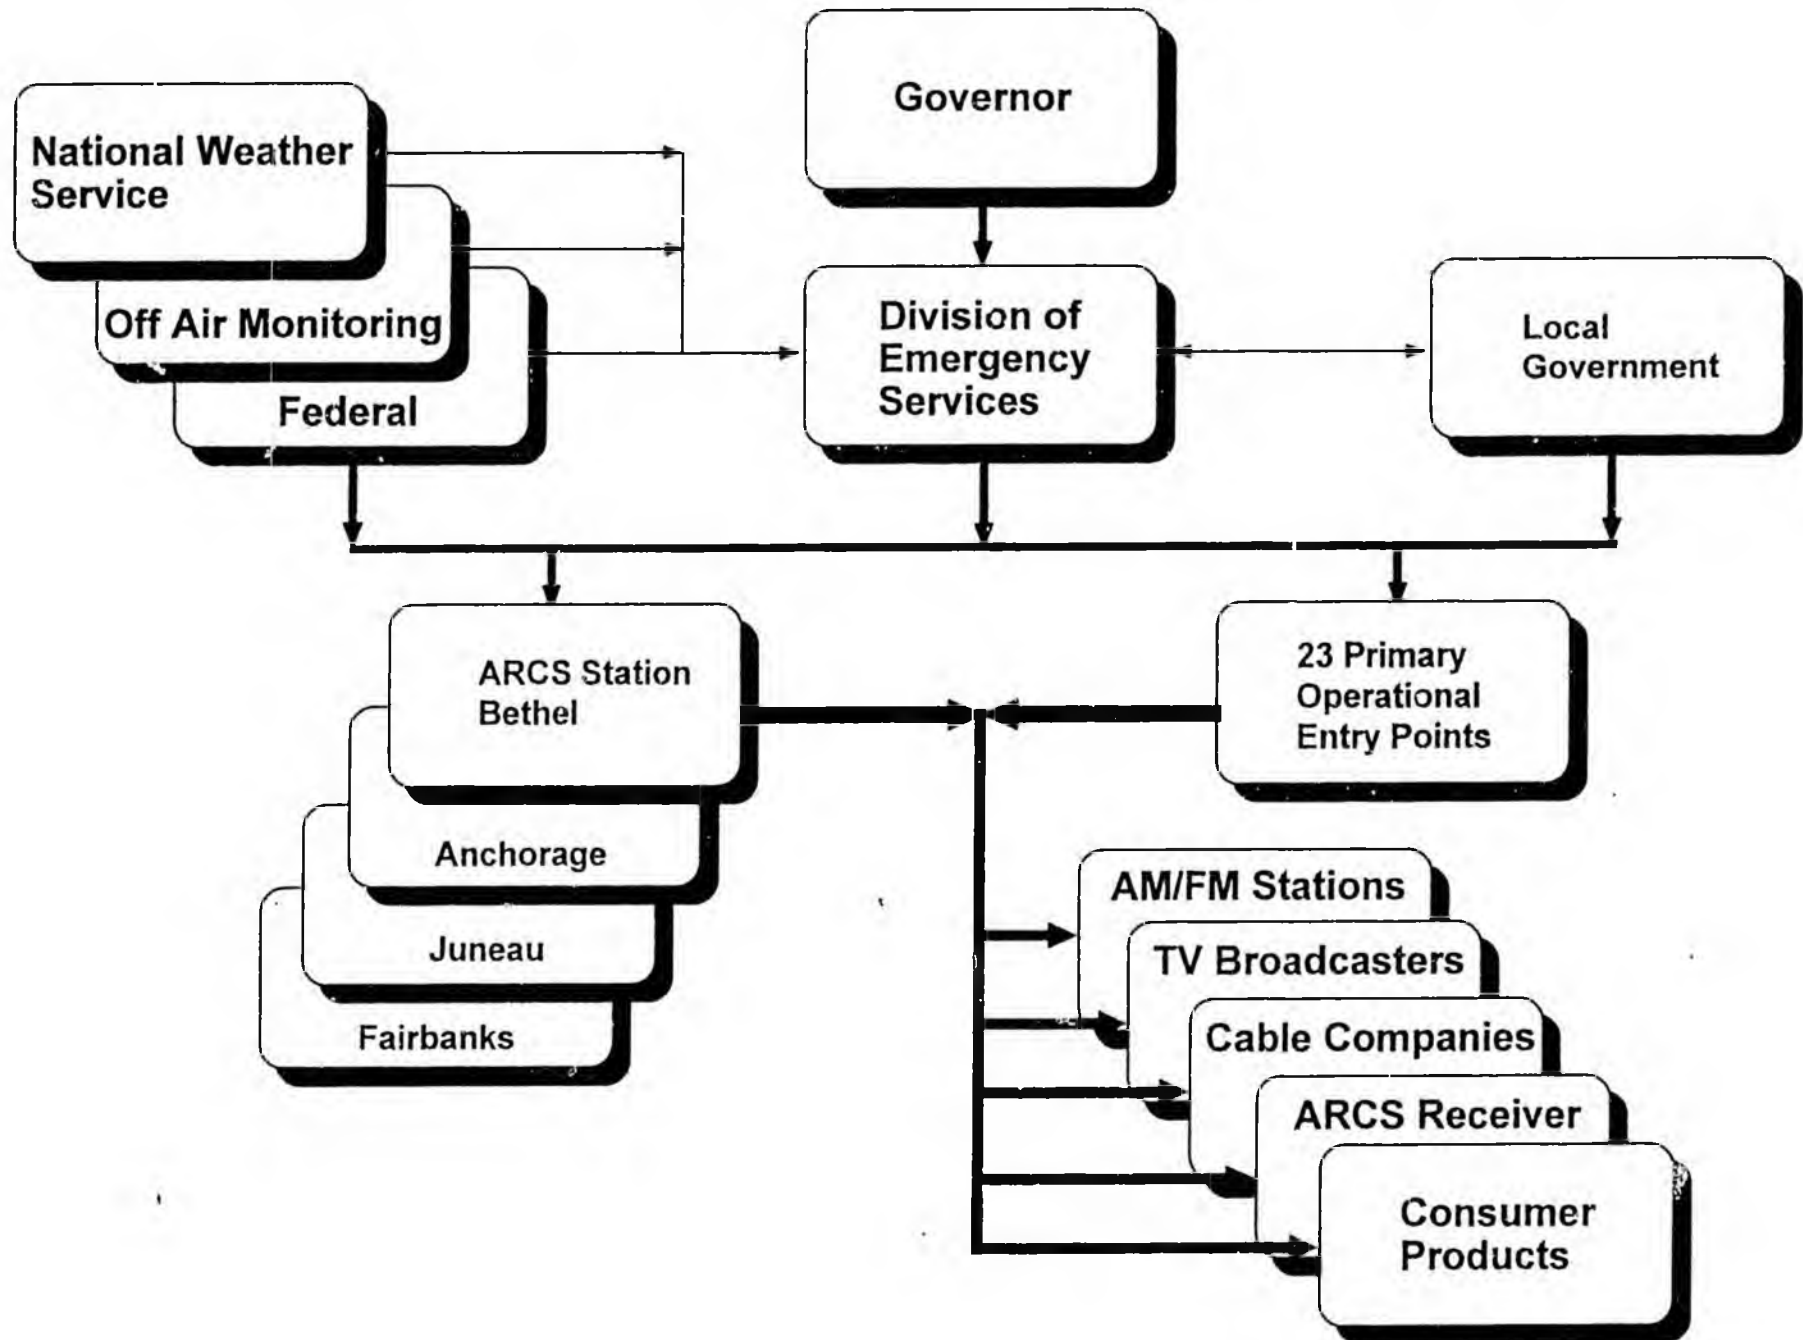 Governor
National Weather
Service
Off Air Monitoring
Federal
Division of
Emergency
Services
Local
Government
ARCS Station
Bethel
Anchorage
Juneau
Fairbanks
23 Primary
Operational
Entry Points
AM/FM Stations
TV Broadcasters
Cable Companies
ARCS Receiver
Consumer
Products